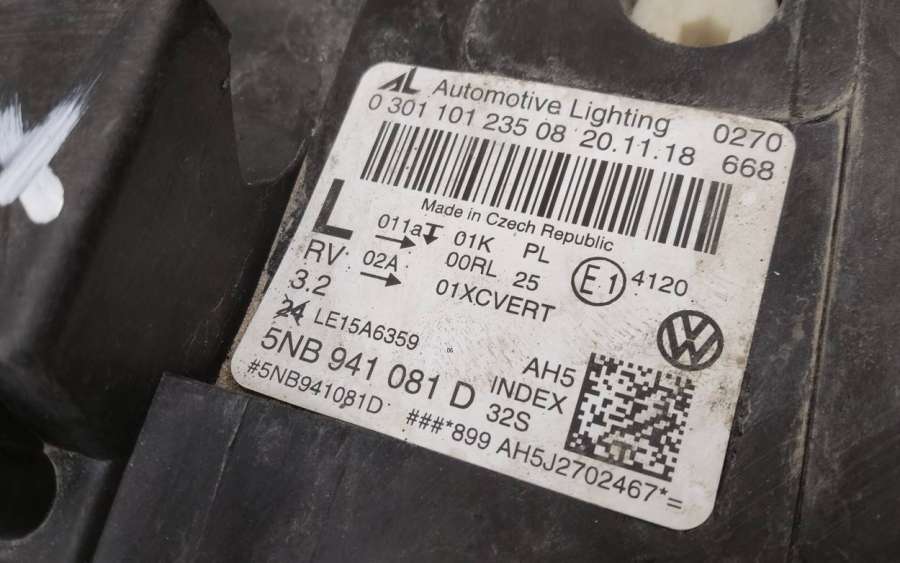 AL Automotive Lighting 0270
0 301 101 235 08 20.11.18 668
Made in Czech Republic
L
RV
3.2
24 LE15A6359
011a 01K PL
02A 00RL 25
01XCVERT
E1 4120
VW
06
5NB 941 081 D
#5NB941081D
AH5
INDEX
32S
###*899 AH5J2702467*=